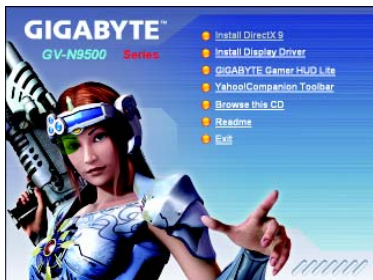 GIGABYTE™
GV-N9500 Series
Install DirectX 9
Install Display Driver
GIGABYTE Gamer HUD Lite
Yahoo!Companion Toolbar
Browse this CD
Readme
Exit